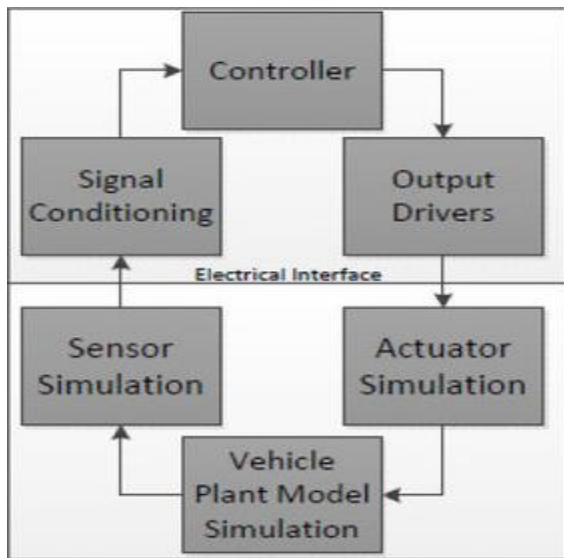 Controller
Signal
Conditioning
Output
Drivers
Electrical Interface
Sensor
Simulation
Actuator
Simulation
Vehicle
Plant Model
Simulation